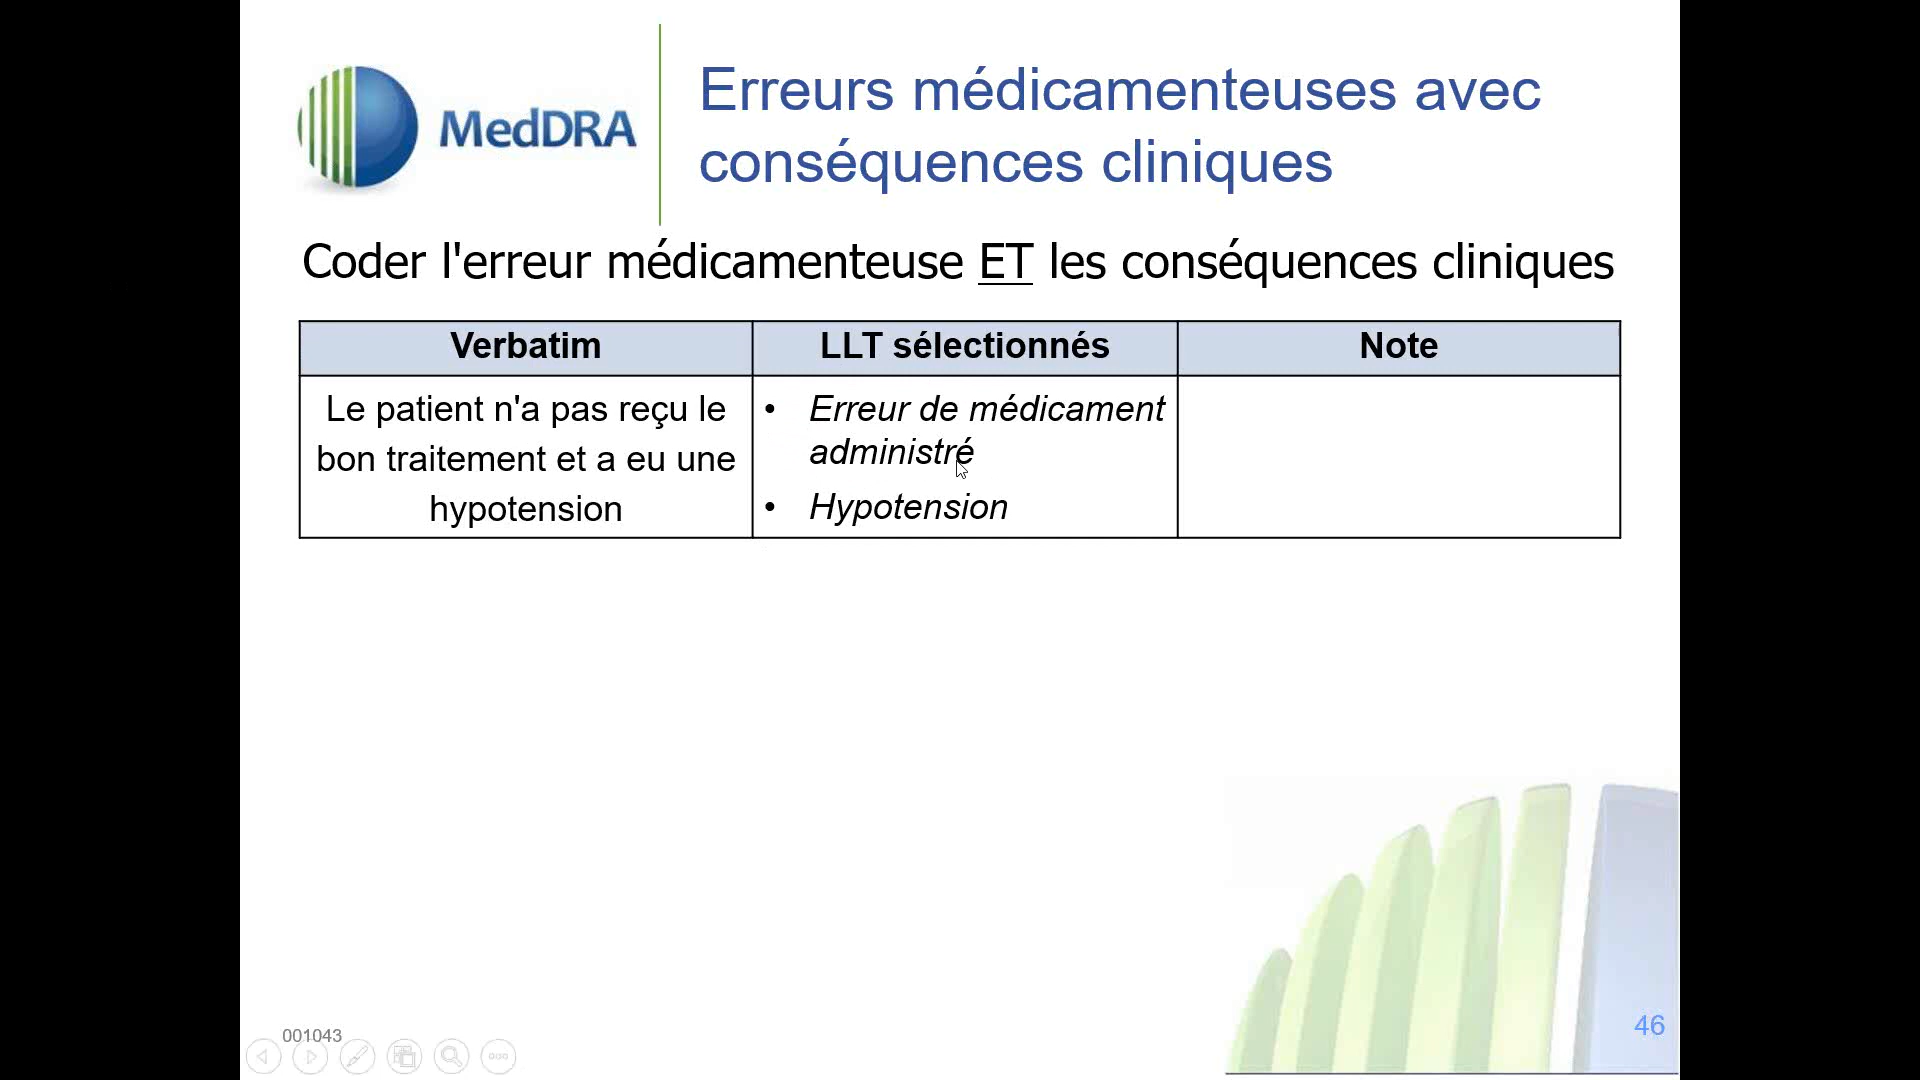 MedDRA
Erreurs médicamenteuses avec
conséquences cliniques
Coder l'erreur médicamenteuse ET les conséquences cliniques
Verbatim
LLT sélectionnés
Note
Le patient n'a pas reçu le
bon traitement et a eu une
hypotension
• Erreur de médicament
administré
• Hypotension
001043
46